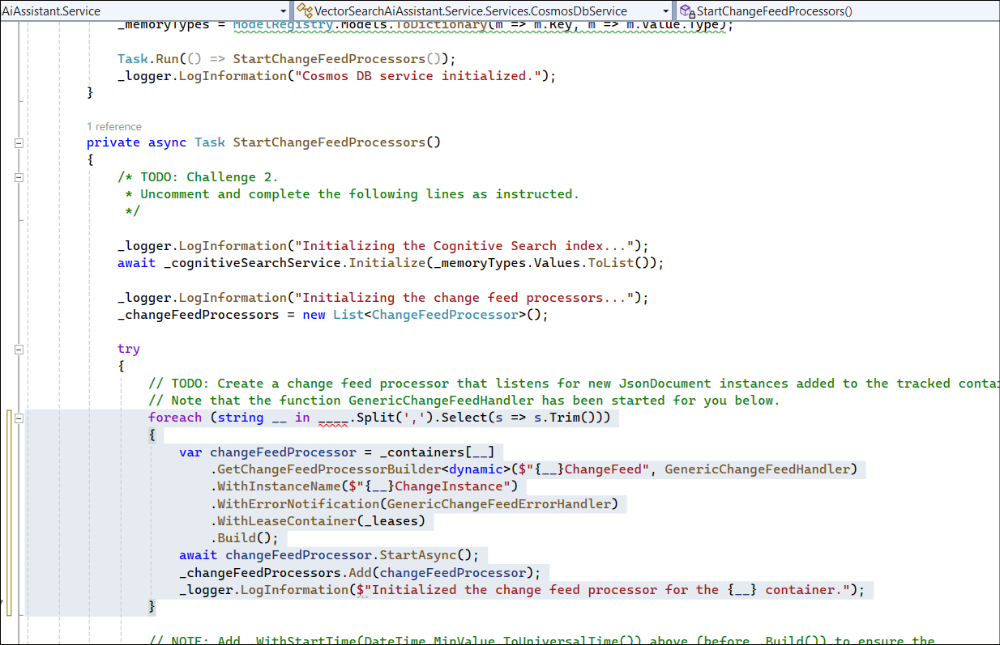 AiAssistant.Service VectorSearchAiAssistant.Service.Services.CosmosDbService StartChangeFeedProcessors()
_memoryTypes = ModelRegistry.Models.ToDictionary(m => m.Key, m => m.Value.Type);
Task.Run(() => StartChangeFeedProcessors());
_logger.LogInformation("Cosmos DB service initialized.");
}
1 reference
private async Task StartChangeFeedProcessors()
{
/* TODO: Challenge 2.
* Uncomment and complete the following lines as instructed.
*/
_logger.LogInformation("Initializing the Cognitive Search index...");
await _cognitiveSearchService.Initialize(_memoryTypes.Values.ToList());
_logger.LogInformation("Initializing the change feed processors...");
_changeFeedProcessors = new List<ChangeFeedProcessor>();
try
{
// TODO: Create a change feed processor that listens for new JsonDocument instances added to the tracked contai
// Note that the function GenericChangeFeedHandler has been started for you below.
foreach (string __ in ____.Split(',').Select(s => s.Trim()))
{
var changeFeedProcessor = _containers[__]
.GetChangeFeedProcessorBuilder<dynamic>($"{__}ChangeFeed", GenericChangeFeedHandler)
.WithInstanceName($"{__}ChangeInstance")
.WithErrorNotification(GenericChangeFeedErrorHandler)
.WithLeaseContainer(_leases)
.Build();
await changeFeedProcessor.StartAsync();
_changeFeedProcessors.Add(changeFeedProcessor);
_logger.LogInformation($"Initialized the change feed processor for the {__} container.");
}
// NOTE: Add .WithStartTime(DateTime.MinValue.ToUniversalTime()) above (before .Build()) to ensure the